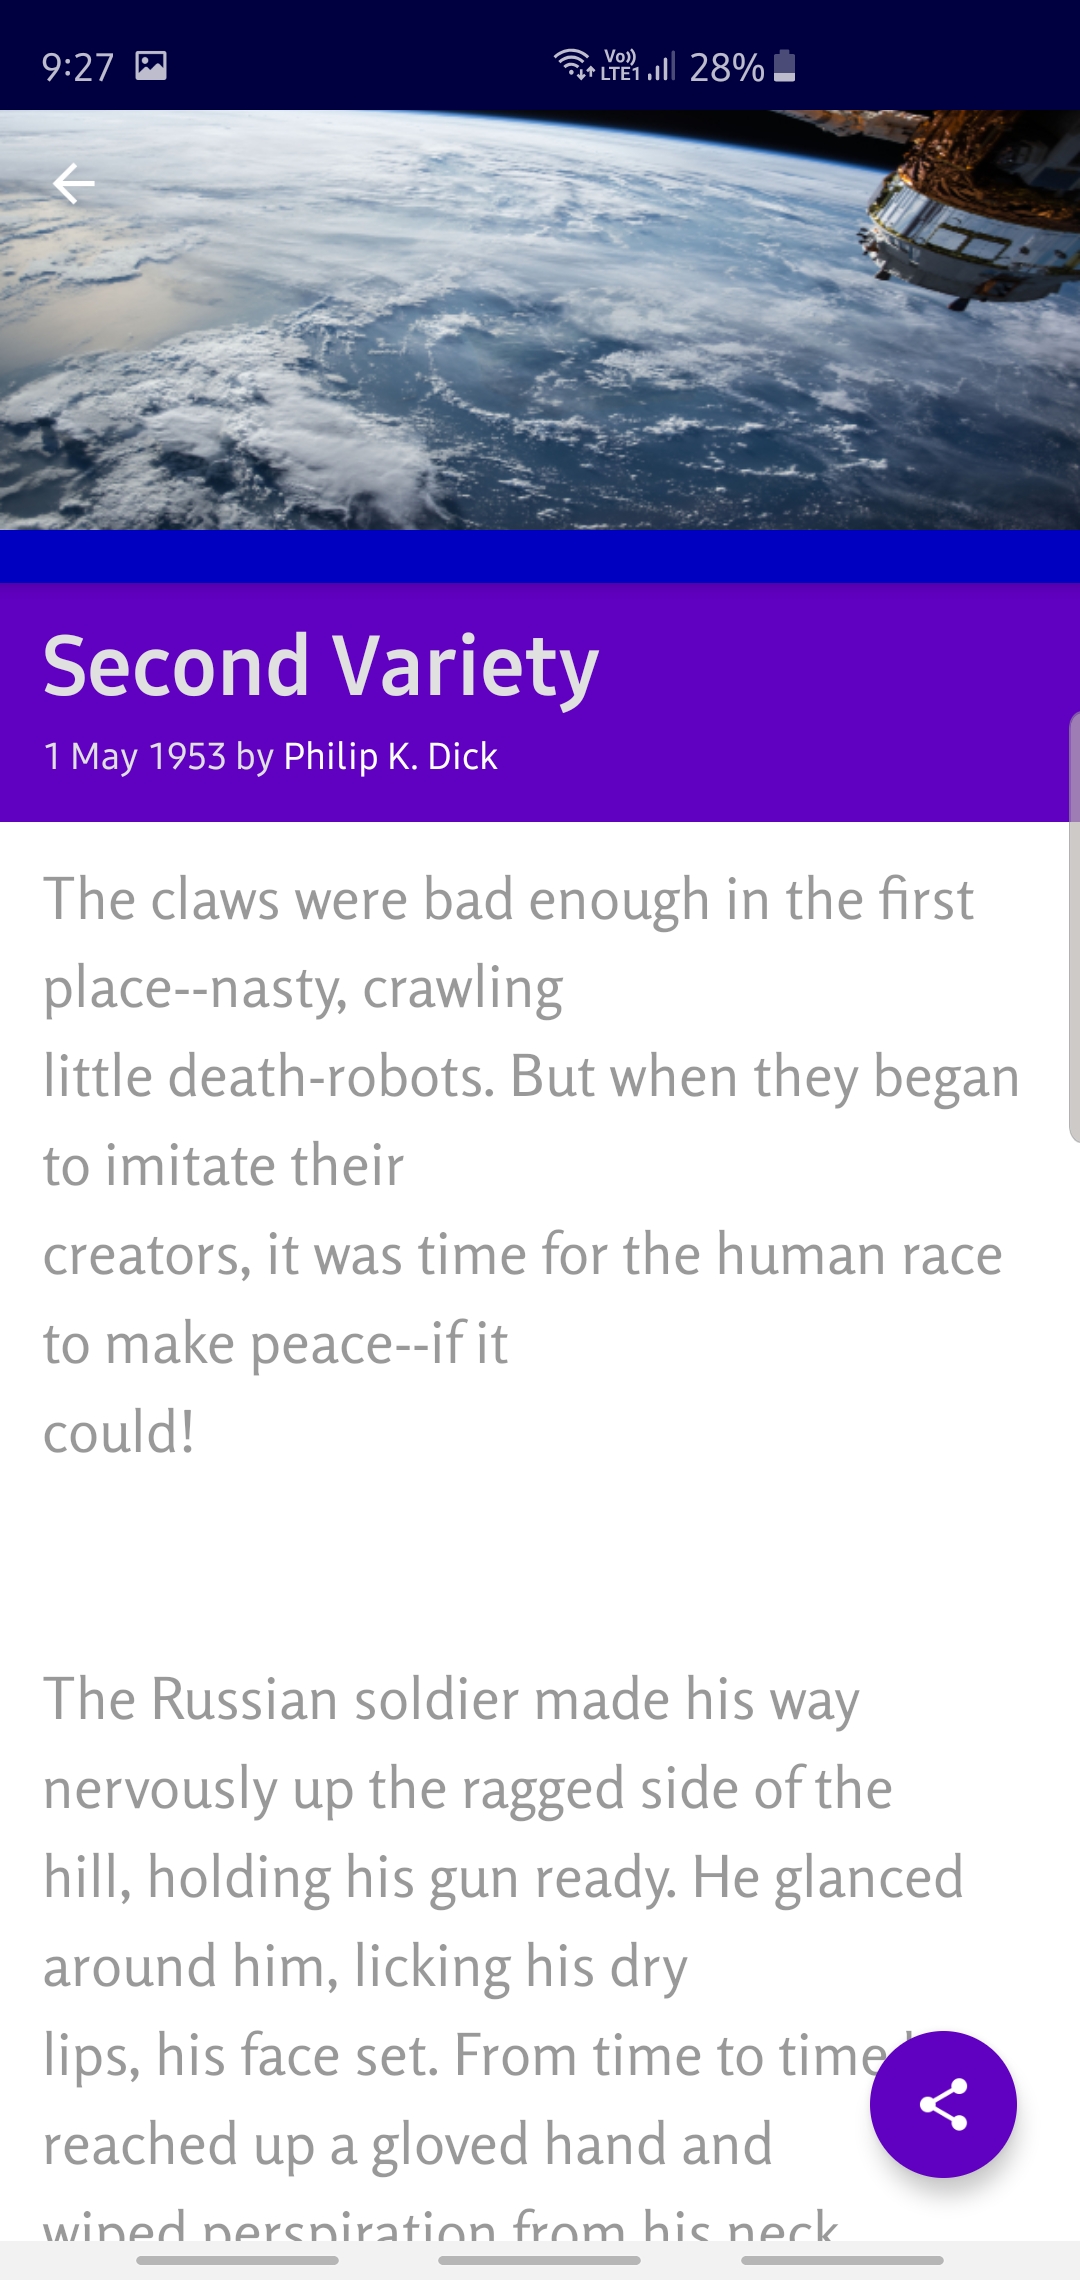 9:27
Vo)) LTE1 28%
Second Variety
1 May 1953 by Philip K. Dick
The claws were bad enough in the first
place--nasty, crawling
little death-robots. But when they began
to imitate their
creators, it was time for the human race
to make peace--if it
could!
The Russian soldier made his way
nervously up the ragged side of the
hill, holding his gun ready. He glanced
around him, licking his dry
lips, his face set. From time to time
reached up a gloved hand and
wiped perspiration from his neck